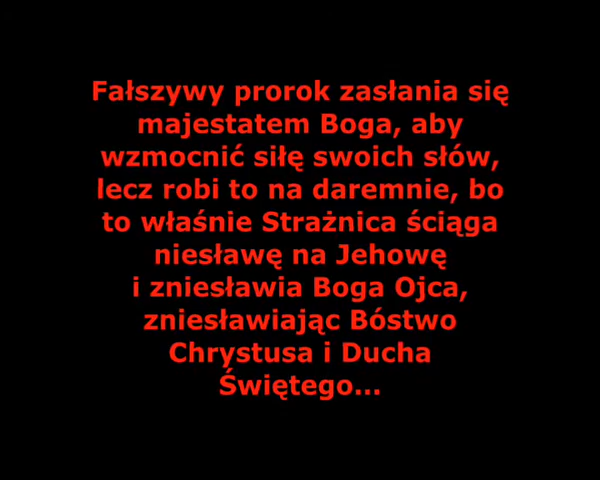 Fałszywy prorok zasłania się
majestatem Boga, aby
wzmocnić siłę swoich słów,
lecz robi to na daremnie, bo
to właśnie Strażnica ściąga
niesławę na Jehowę
i zniesławia Boga Ojca,
zniesławiając Bóstwo
Chrystusa i Ducha
Świętego...